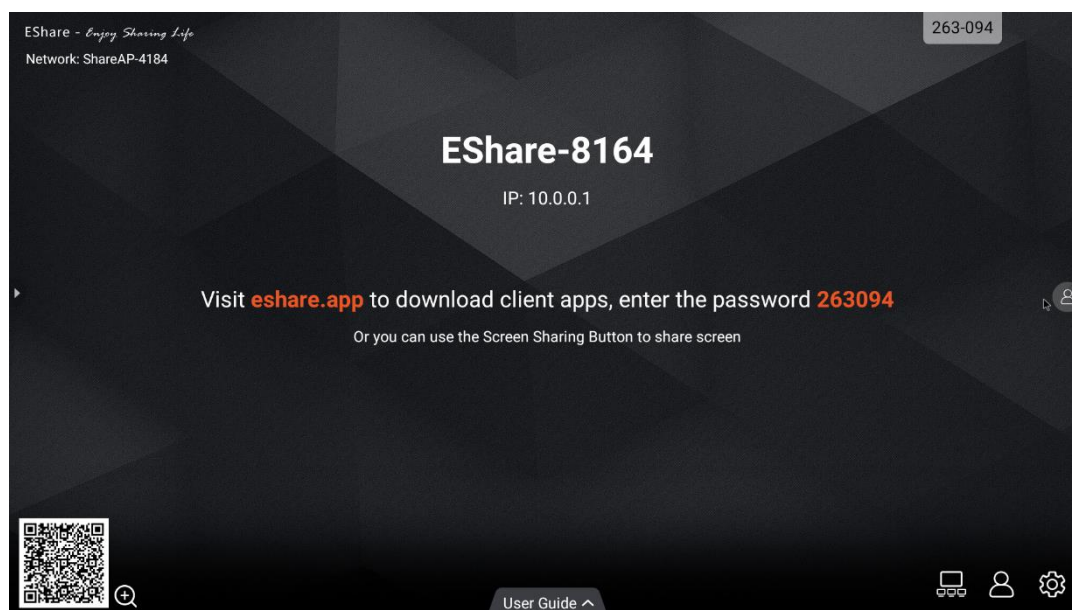 EShare - Enjoy Sharing Life
263-094
Network: ShareAP-4184
EShare-8164
IP: 10.0.0.1
Visit eshare.app to download client apps, enter the password 263094
Or you can use the Screen Sharing Button to share screen
User Guide